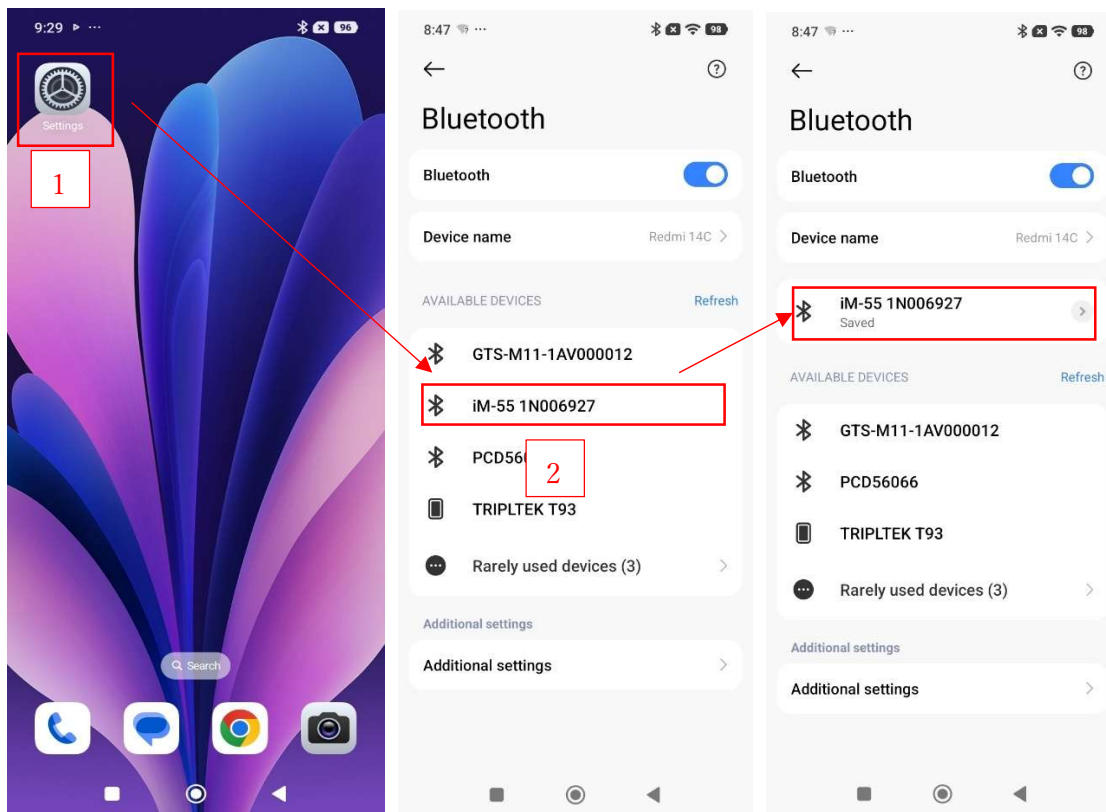 9:29
96
Settings
1
Search
8:47
98
Bluetooth
Bluetooth
Device name Redmi 14C
AVAILABLE DEVICES Refresh
GTS-M11-1AV000012
iM-55 1N006927
PCD56
2
TRIPLTEK T93
Rarely used devices (3)
Additional settings
Additional settings
8:47
98
Bluetooth
Bluetooth
Device name Redmi 14C
iM-55 1N006927
Saved
AVAILABLE DEVICES Refresh
GTS-M11-1AV000012
PCD56066
TRIPLTEK T93
Rarely used devices (3)
Additional settings
Additional settings